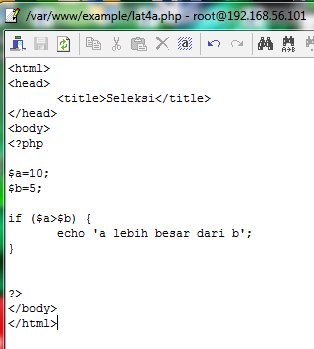 /var/www/example/lat4a.php - root@192.168.56.101
<html>
<head>
<title>Seleksi</title>
</head>
<body>
<?php
$a=10;
$b=5;
if ($a>$b) {
echo 'a lebih besar dari b';
}
?>
</body>
</html>